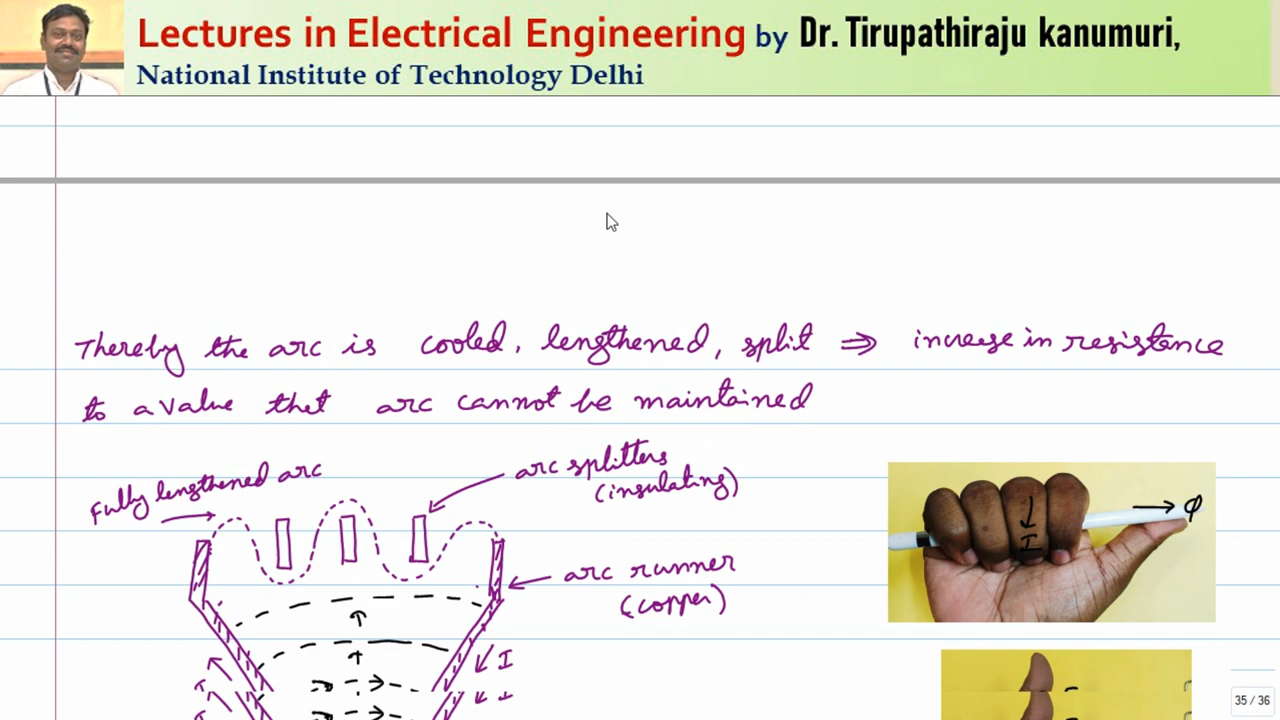 Lectures in Electrical Engineering by Dr. Tirupathiraju kanumuri,
National Institute of Technology Delhi
Thereby the arc is cooled, lengthened, split ⇒ increase in resistance
to a value that arc cannot be maintained
Fully lengthened arc
arc splitters
(insulating)
arc runner
(copper)
I
I
φ
35 / 36